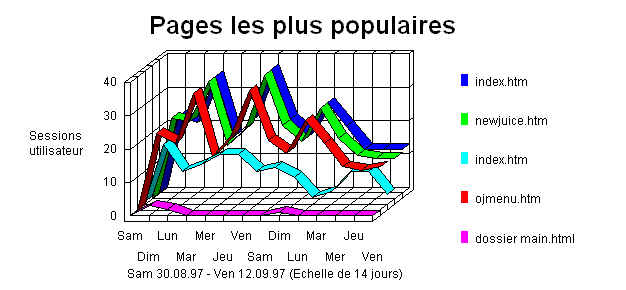 Pages les plus populaires
40
30
20
10
0
Sessions
utilisateur
Sam Lun Mer Ven Dim Mar Jeu
Dim Mar Jeu Sam Lun Mer Ven
Sam 30.08.97 - Ven 12.09.97 (Echelle de 14 jours)
index.htm
newjuice.htm
index.htm
ojmenu.htm
dossier main.html